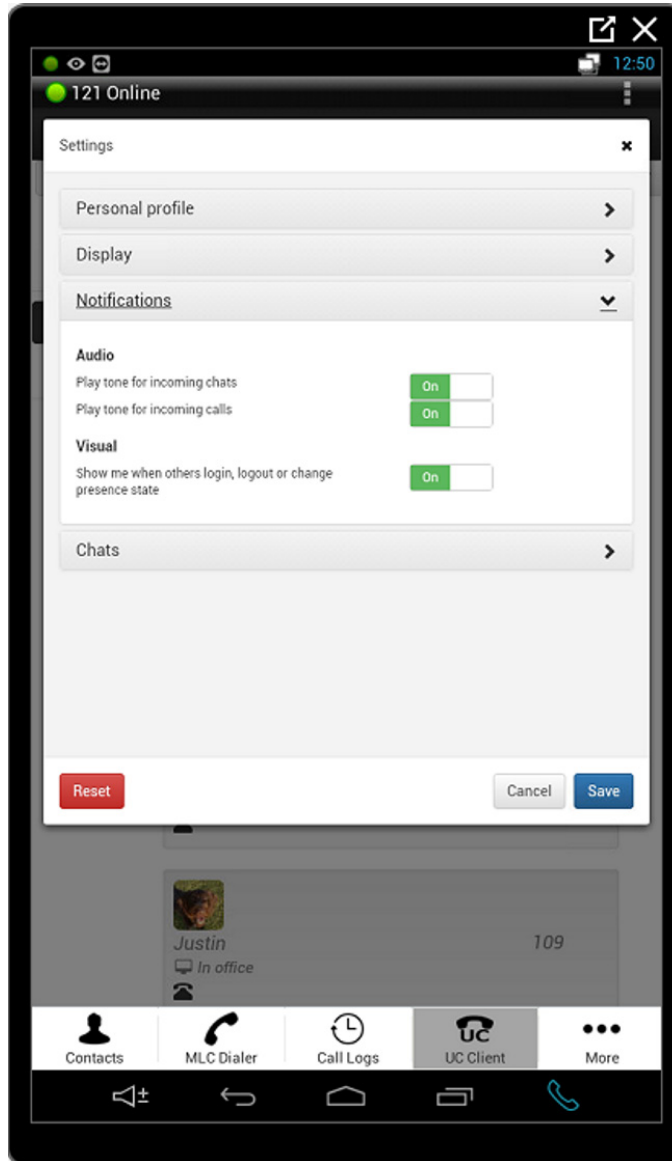 12:50
121 Online
Settings
Personal profile
Display
Notifications
Audio
Play tone for incoming chats
On
Play tone for incoming calls
On
Visual
Show me when others login, logout or change
presence state
On
Chats
Reset
Cancel
Save
Justin
109
In office
Contacts
MLC Dialer
Call Logs
UC
UC Client
More